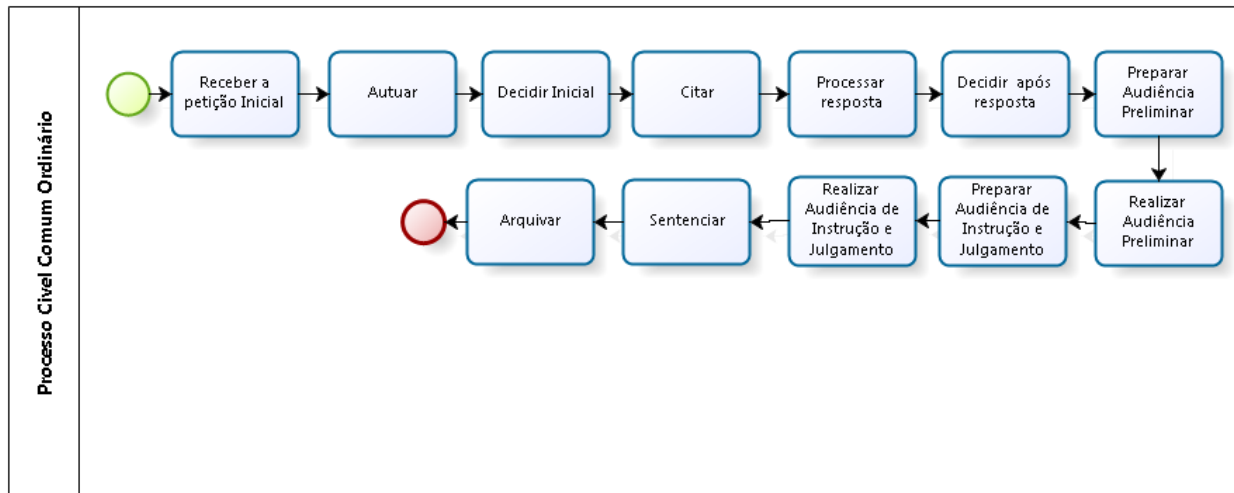 Processo Civel Comum Ordinário
Receber a
petição Inicial
Autuar
Decidir Inicial
Citar
Processar
resposta
Decidir após
resposta
Preparar
Audiência
Preliminar
Realizar
Audiência
Preliminar
Preparar
Audiência de
Instrução e
Julgamento
Realizar
Audiência de
Instrução e
Julgamento
Sentenciar
Arquivar